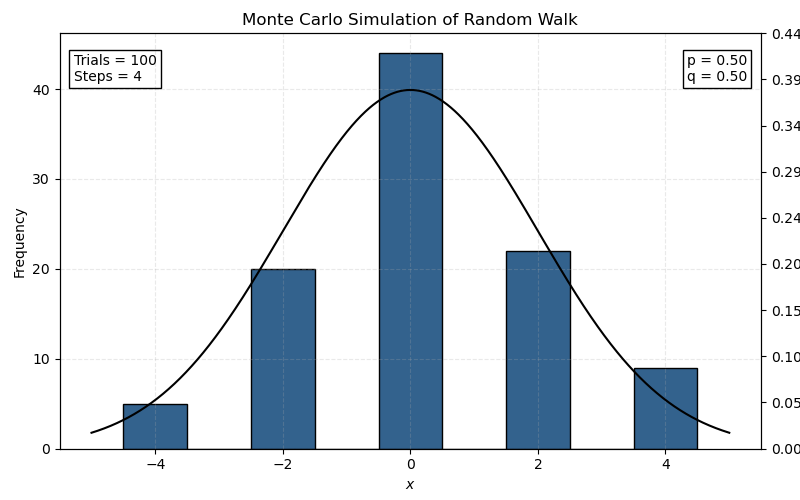 Monte Carlo Simulation of Random Walk
Trials = 100
Steps = 4
p = 0.50
q = 0.50
Frequency
40
30
20
10
0
0.44
0.39
0.34
0.29
0.24
0.20
0.15
0.10
0.05
0.00
−4
−2
0
2
4
x